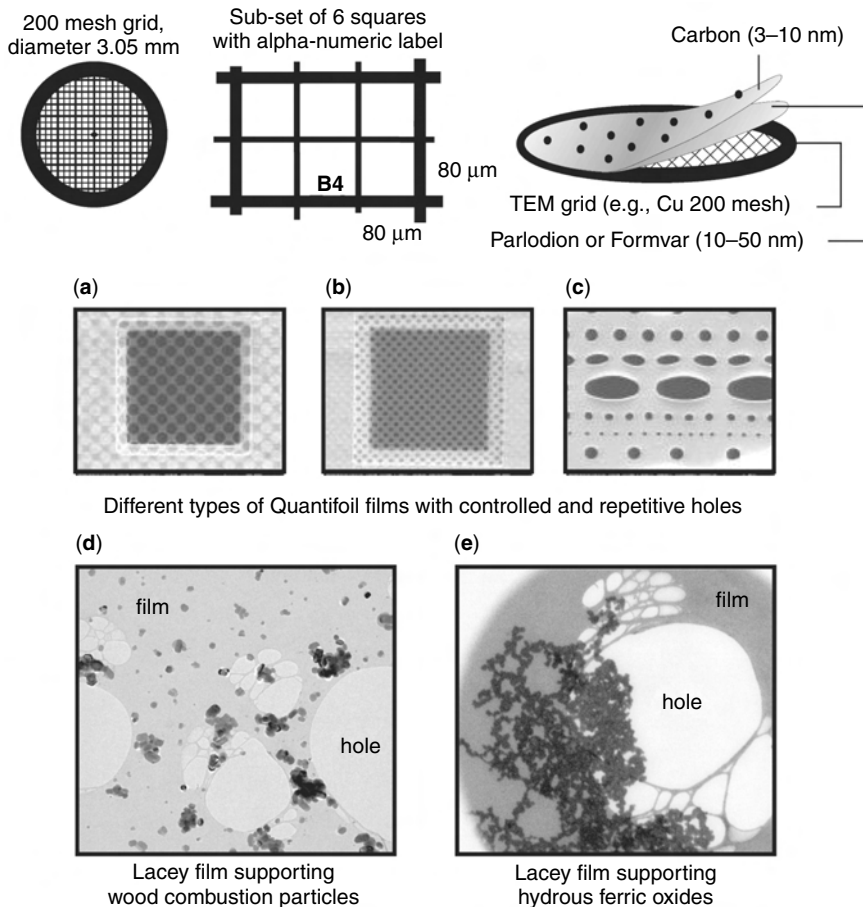 200 mesh grid,
diameter 3.05 mm
Sub-set of 6 squares
with alpha-numeric label
B4
80 μm
80 μm
Carbon (3–10 nm)
TEM grid (e.g., Cu 200 mesh)
Parlodion or Formvar (10–50 nm)
(a)
(b)
(c)
Different types of Quantifoil films with controlled and repetitive holes
(d)
(e)
film
hole
film
hole
Lacey film supporting
wood combustion particles
Lacey film supporting
hydrous ferric oxides